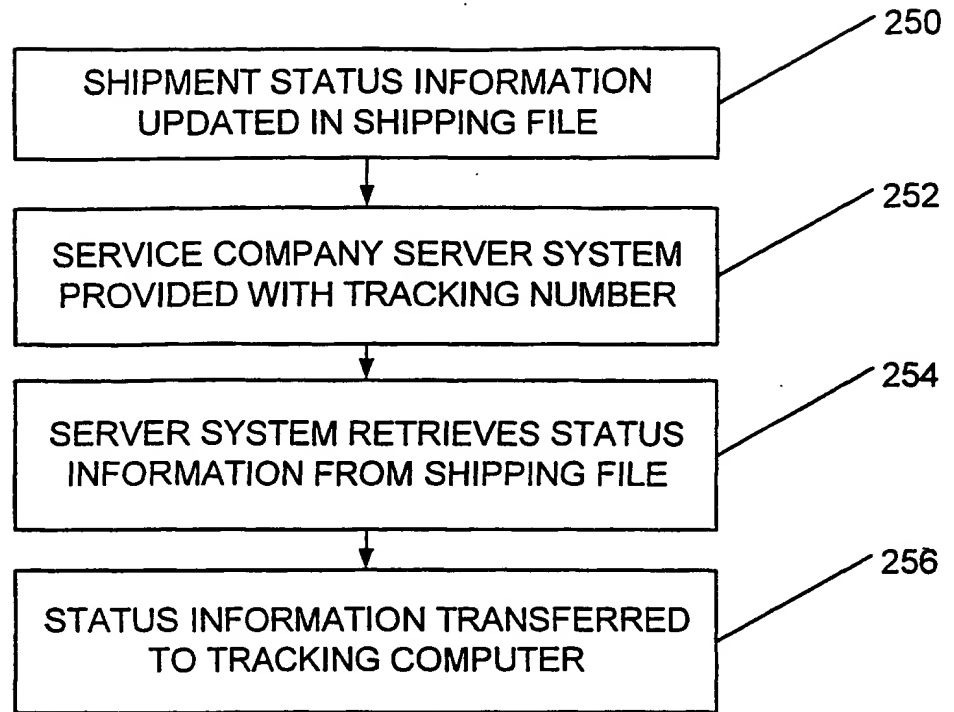 250
SHIPMENT STATUS INFORMATION
UPDATED IN SHIPPING FILE
252
SERVICE COMPANY SERVER SYSTEM
PROVIDED WITH TRACKING NUMBER
254
SERVER SYSTEM RETRIEVES STATUS
INFORMATION FROM SHIPPING FILE
256
STATUS INFORMATION TRANSFERRED
TO TRACKING COMPUTER